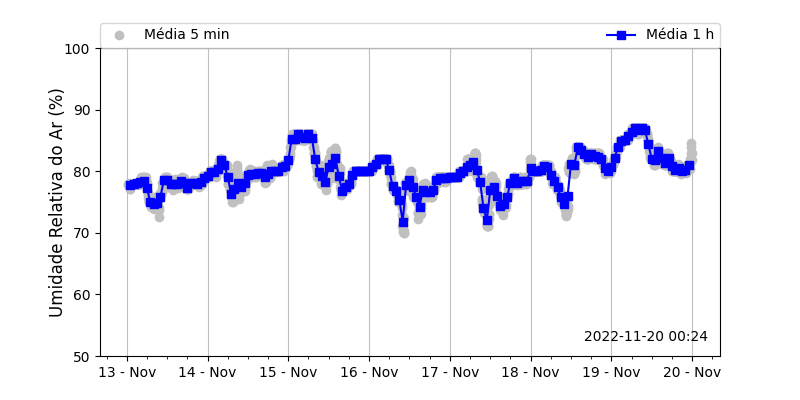 Média 5 min
Média 1 h
Umidade Relativa do Ar (%)
100
90
80
70
60
50
2022-11-20 00:24
13 - Nov
14 - Nov
15 - Nov
16 - Nov
17 - Nov
18 - Nov
19 - Nov
20 - Nov